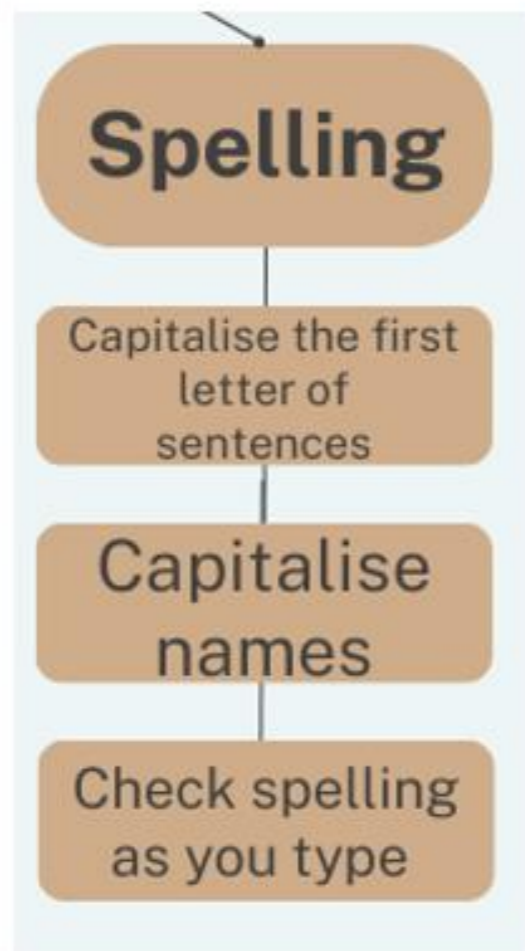 Spelling
Capitalise the first
letter of
sentences
Capitalise
names
Check spelling
as you type